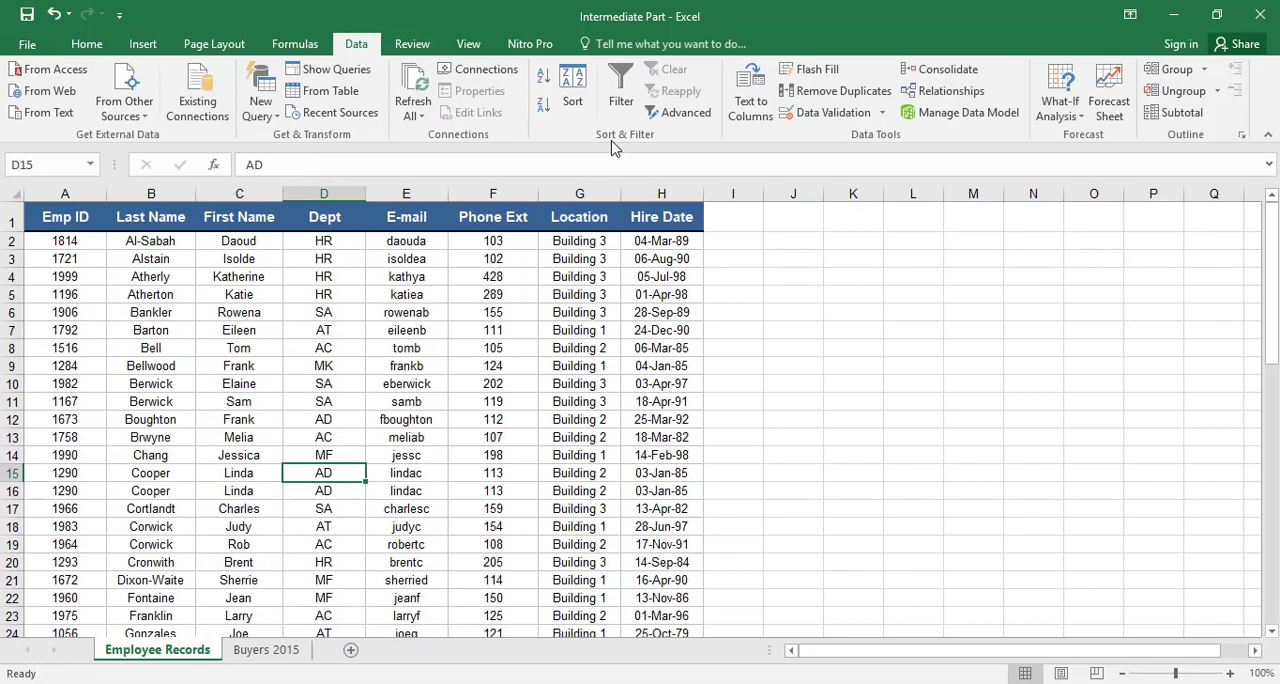 Intermediate Part - Excel
File Home Insert Page Layout Formulas Data Review View Nitro Pro Tell me what you want to do... Sign in Share
From Access
From Web
From Text
From Other Sources
Existing Connections
Get External Data
New Query
Show Queries
From Table
Recent Sources
Get & Transform
Refresh All
Connections
Properties
Edit Links
Connections
Sort
Filter
Clear
Reapply
Advanced
Sort & Filter
Text to Columns
Flash Fill
Remove Duplicates
Data Validation
Consolidate
Relationships
Manage Data Model
Data Tools
What-If Analysis
Forecast Sheet
Forecast
Group
Ungroup
Subtotal
Outline
D15 fx AD
A B C D E F G H I J K L M N O P Q
1 Emp ID Last Name First Name Dept E-mail Phone Ext Location Hire Date
2 1814 Al-Sabah Daoud HR daouda 103 Building 3 04-Mar-89
3 1721 Alstain Isolde HR isoldea 102 Building 3 06-Aug-90
4 1999 Atherly Katherine HR kathya 428 Building 3 05-Jul-98
5 1196 Atherton Katie HR katiea 289 Building 3 01-Apr-98
6 1906 Bankler Rowena SA rowenab 155 Building 3 28-Sep-89
7 1792 Barton Eileen AT eileenb 111 Building 1 24-Dec-90
8 1516 Bell Tom AC tomb 105 Building 2 06-Mar-85
9 1284 Bellwood Frank MK frankb 124 Building 1 04-Jan-85
10 1982 Berwick Elaine SA eberwick 202 Building 3 03-Apr-97
11 1167 Berwick Sam SA samb 119 Building 3 18-Apr-91
12 1673 Boughton Frank AD fboughton 112 Building 2 25-Mar-92
13 1758 Brwyne Melia AC meliab 107 Building 2 18-Mar-82
14 1990 Chang Jessica MF jessc 198 Building 1 14-Feb-98
15 1290 Cooper Linda AD lindac 113 Building 2 03-Jan-85
16 1290 Cooper Linda AD lindac 113 Building 2 03-Jan-85
17 1966 Cortlandt Charles SA charlesc 159 Building 3 13-Apr-82
18 1983 Corwick Judy AT judyc 154 Building 1 28-Jun-97
19 1964 Corwick Rob AC robertc 108 Building 2 17-Nov-91
20 1293 Cronwith Brent HR brentc 205 Building 3 14-Sep-84
21 1672 Dixon-Waite Sherrie MF sherried 114 Building 1 16-Apr-90
22 1960 Fontaine Jean MF jeanf 150 Building 1 13-Nov-86
23 1975 Franklin Larry AC larryf 125 Building 2 01-Mar-96
24 1056 Gonzales Joe AT joeg 121 Building 1 25-Oct-79
Employee Records Buyers 2015
Ready 100%